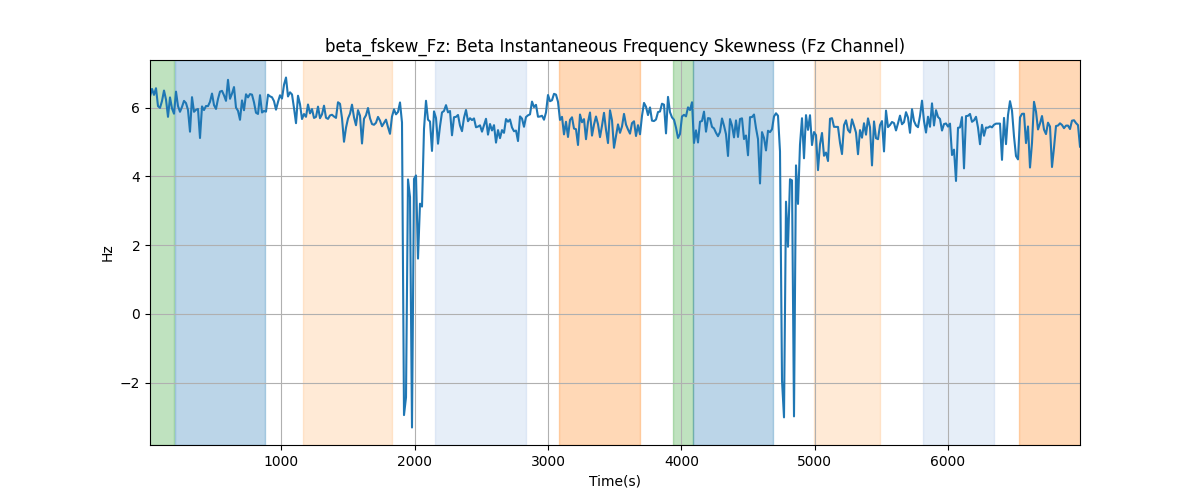 beta_fskew_Fz: Beta Instantaneous Frequency Skewness (Fz Channel)
Hz
6
4
2
0
−2
1000 2000 3000 4000 5000 6000
Time(s)